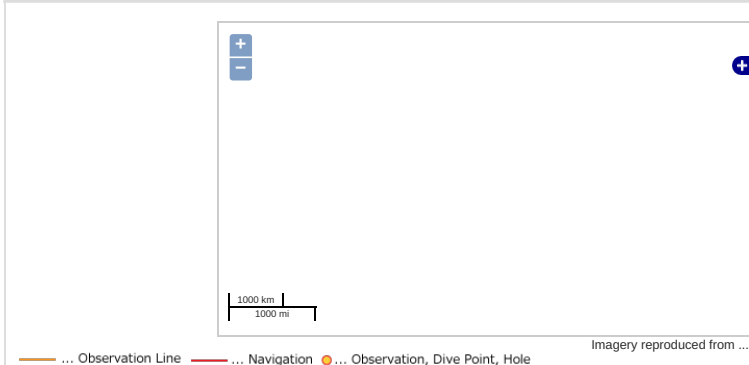 +
−
+
1000 km
1000 mi
Imagery reproduced from ...
... Observation Line ... Navigation ... Observation, Dive Point, Hole